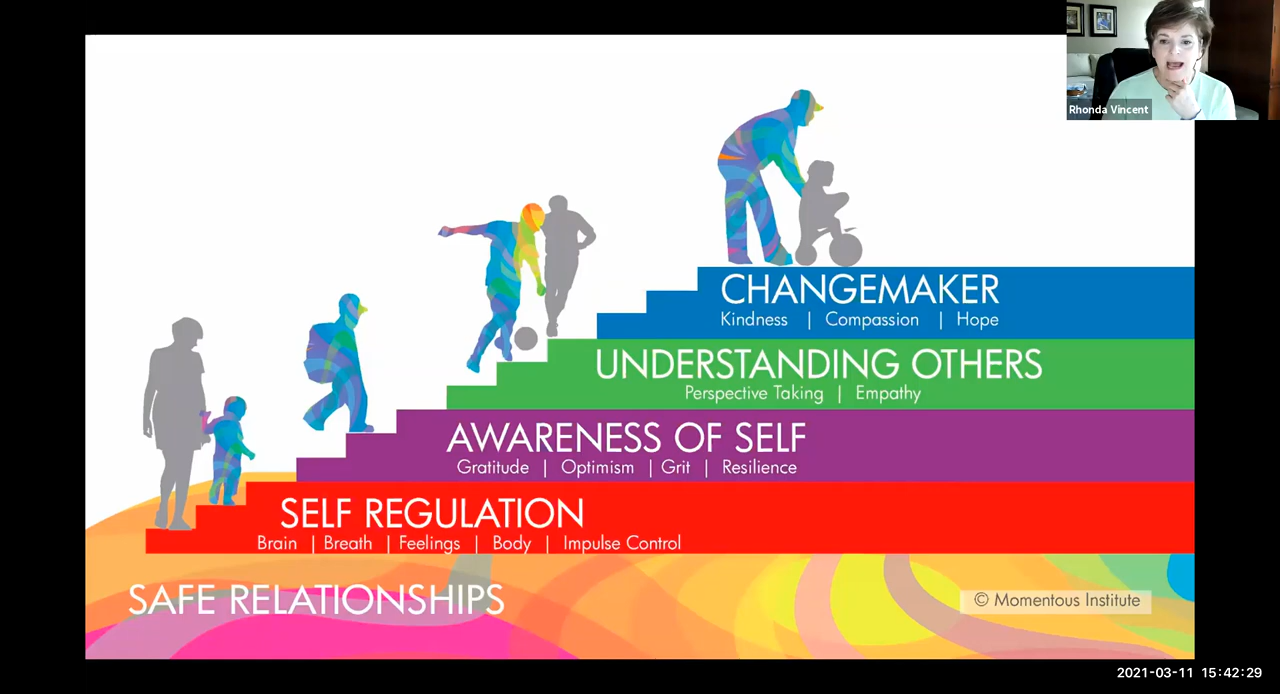 Rhonda Vincent
CHANGEMAKER
Kindness | Compassion | Hope
UNDERSTANDING OTHERS
Perspective Taking | Empathy
AWARENESS OF SELF
Gratitude | Optimism | Grit | Resilience
SELF REGULATION
Brain | Breath | Feelings | Body | Impulse Control
SAFE RELATIONSHIPS
© Momentous Institute
2021-03-11 15:42:29